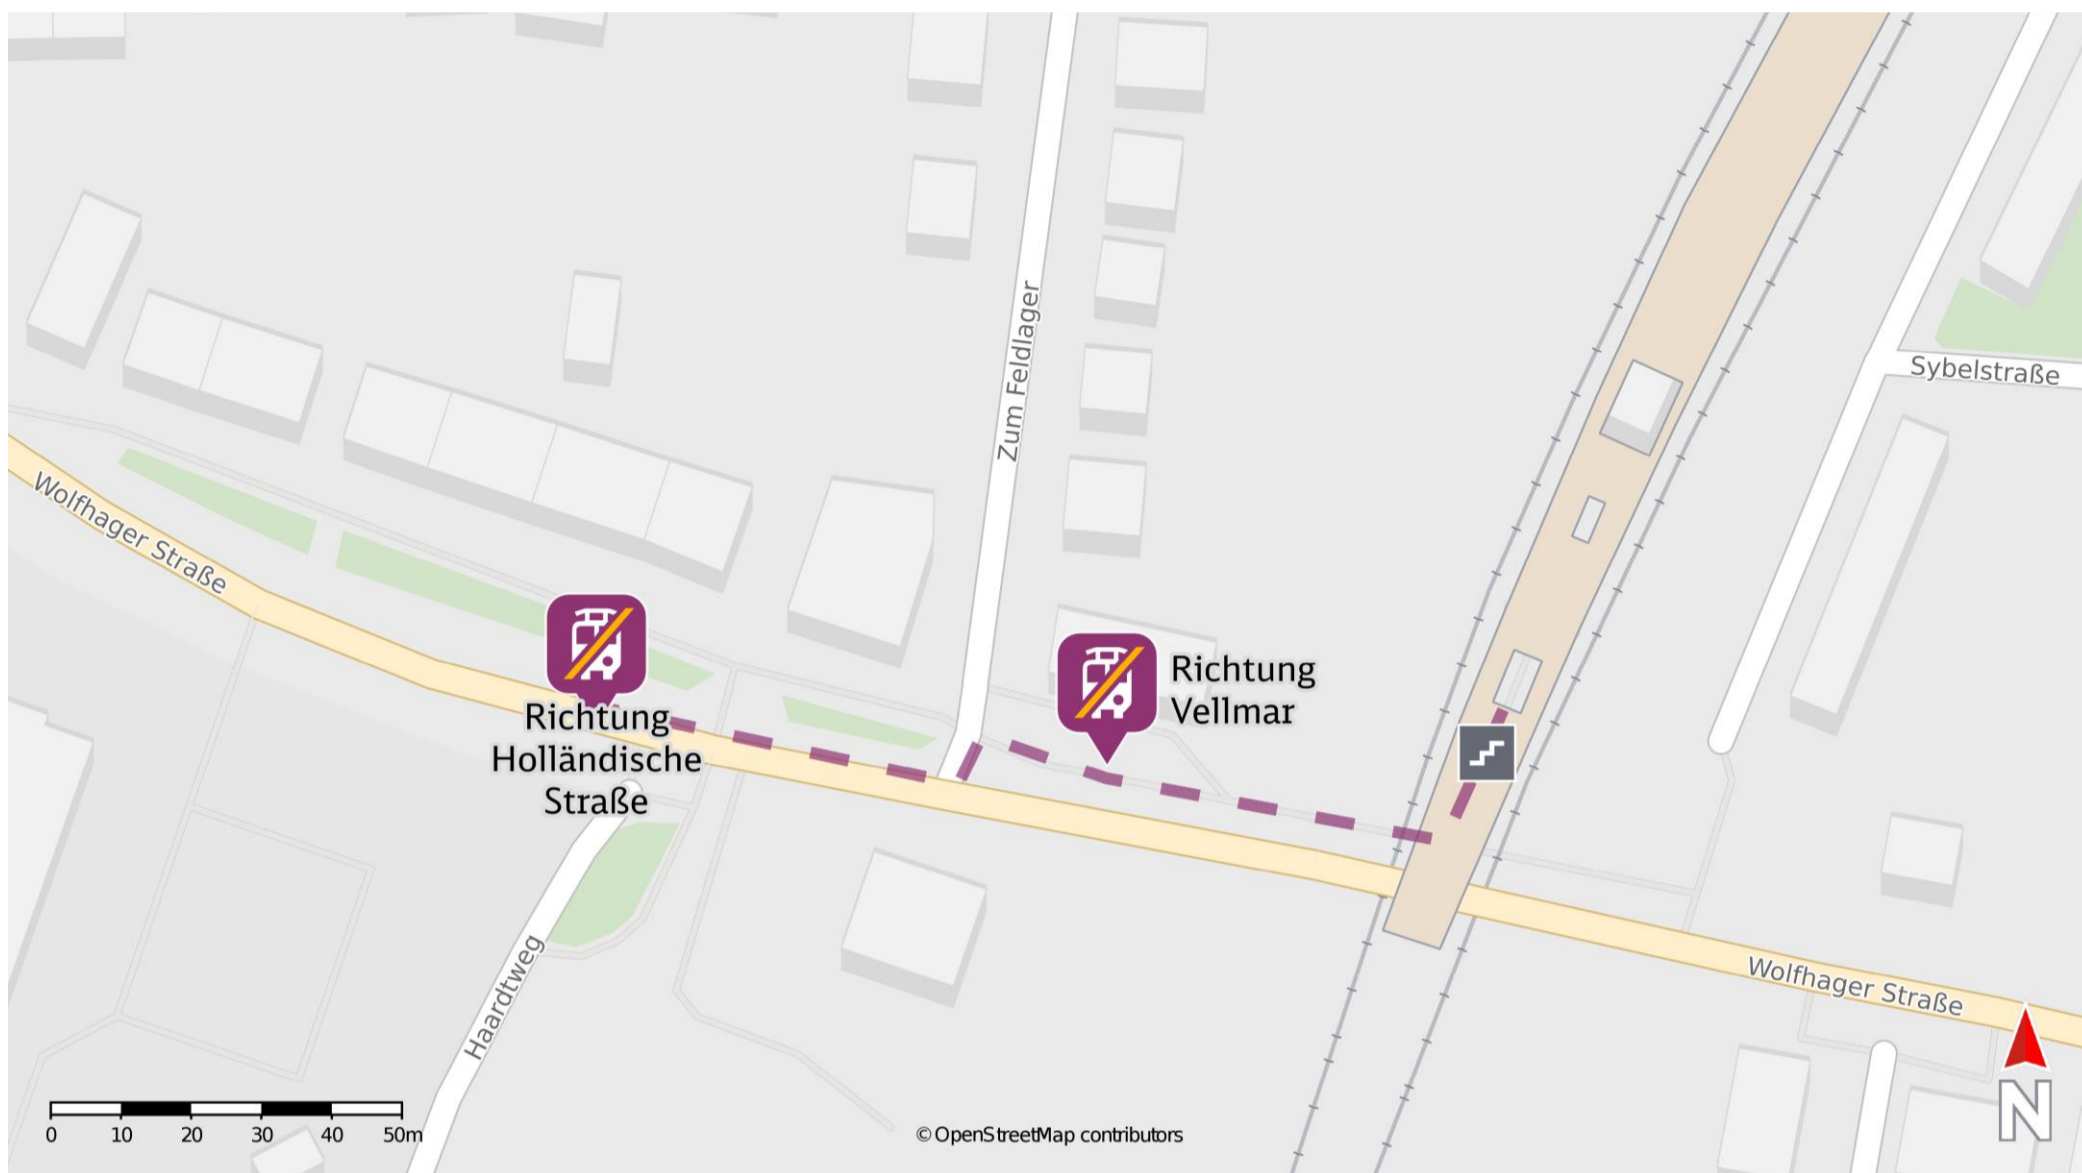 Sybelstraße
Zum Feldlager
Wolfhager Straße
Richtung
Vellmar
Richtung
Holländische
Straße
Haardtweg
Wolfhager Straße
N
0 10 20 30 40 50m
© OpenStreetMap contributors